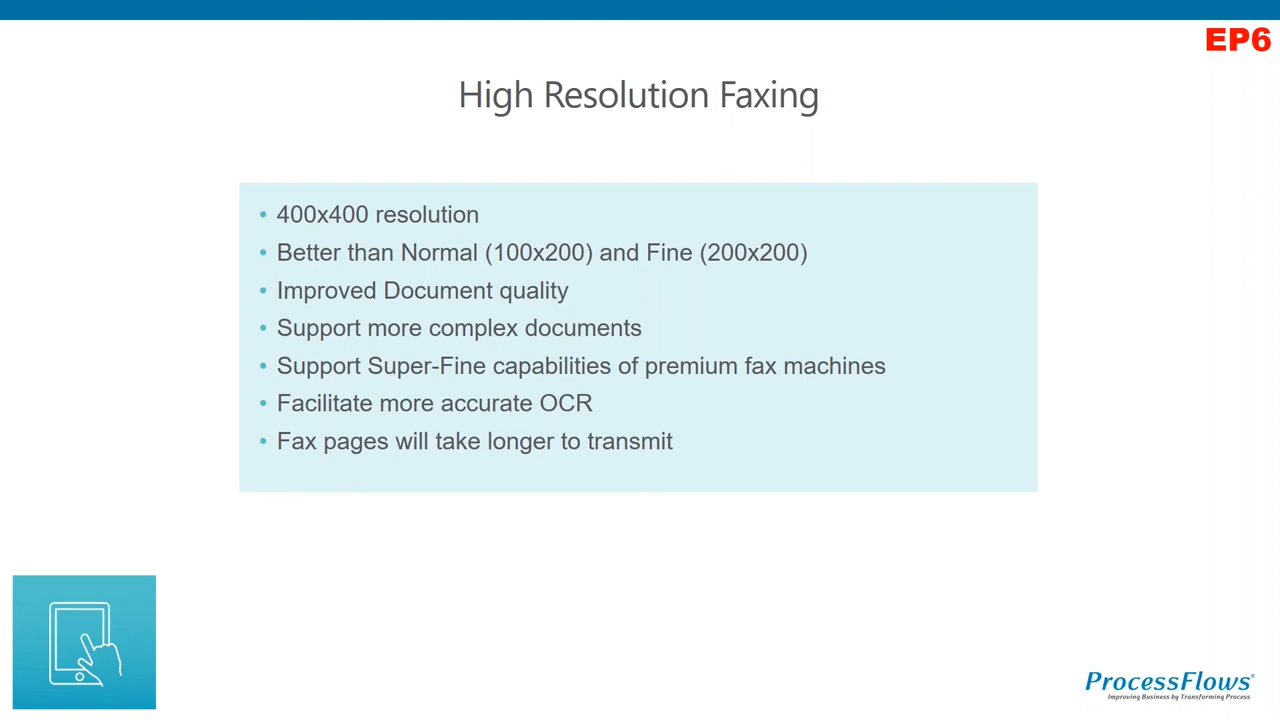 EP6
High Resolution Faxing
• 400x400 resolution
• Better than Normal (100x200) and Fine (200x200)
• Improved Document quality
• Support more complex documents
• Support Super-Fine capabilities of premium fax machines
• Facilitate more accurate OCR
• Fax pages will take longer to transmit
ProcessFlows®
Improving Business by Transforming Process